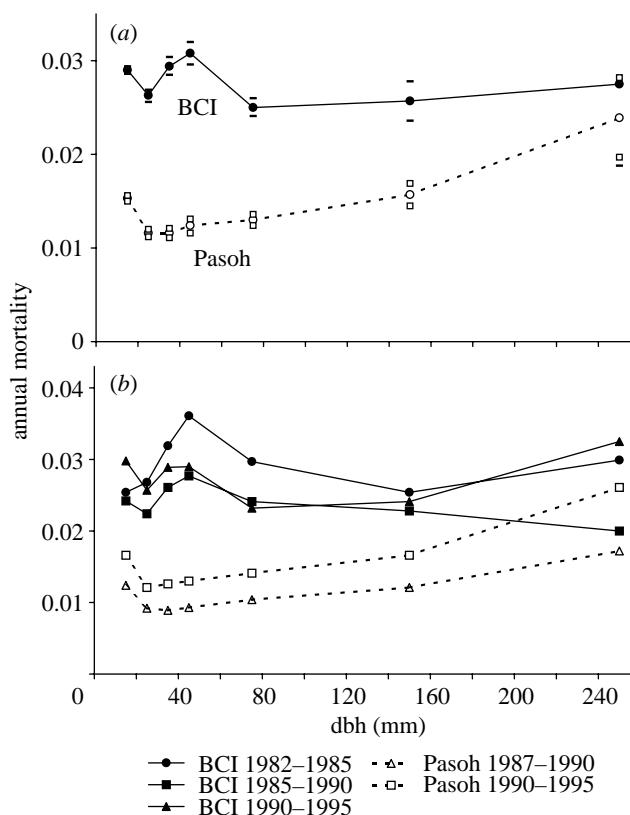 (a)
0.03
BCI
0.02
0.01
Pasoh
0
annual mortality
(b)
0.04
0.03
0.02
0.01
0 40 80 120 160 200 240
dbh (mm)
BCI 1982–1985 Pasoh 1987–1990
BCI 1985–1990 Pasoh 1990–1995
BCI 1990–1995